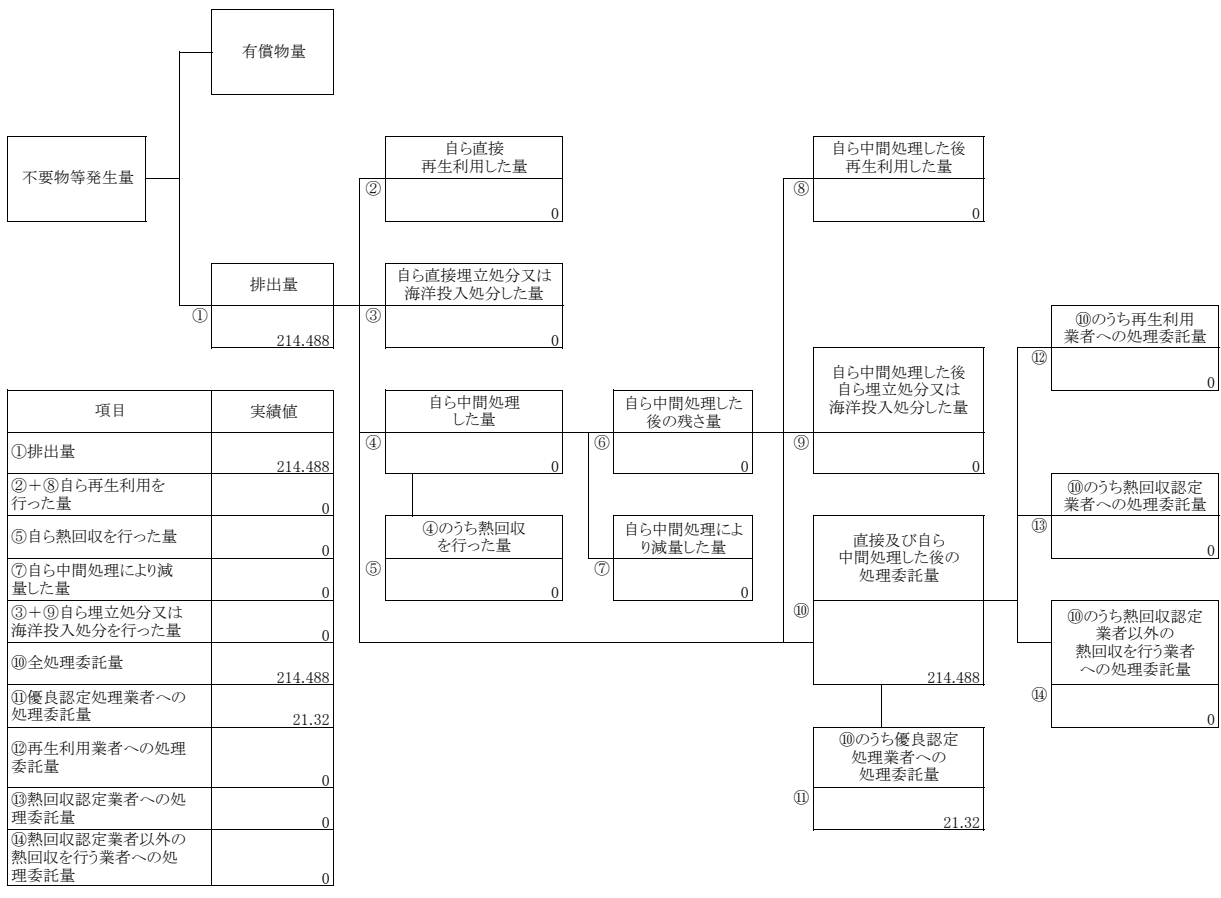 有償物量
不要物等発生量
自ら直接
再生利用した量
②
0
自ら中間処理した後
再生利用した量
⑧
0
排出量
①
214.488
自ら直接埋立処分又は
海洋投入処分した量
③
0
⑩のうち再生利用
業者への処理委託量
⑫
0
自ら中間処理
した量
④
0
自ら中間処理した
後の残さ量
⑥
0
自ら中間処理した後
自ら埋立処分又は
海洋投入処分した量
⑨
0
⑩のうち熱回収認定
業者への処理委託量
⑬
0
④のうち熱回収
を行った量
⑤
0
自ら中間処理によ
り減量した量
⑦
0
直接及び自ら
中間処理した後の
処理委託量
⑩
214.488
⑩のうち熱回収認定
業者以外の
熱回収を行う業者
への処理委託量
⑭
0
⑩のうち優良認定
処理業者への
処理委託量
⑪
21.32
項目 実績値
①排出量
214.488
②＋⑧自ら再生利用を
行った量
0
⑤自ら熱回収を行った量
0
⑦自ら中間処理により減
量した量
0
③＋⑨自ら埋立処分又は
海洋投入処分を行った量
0
⑩全処理委託量
214.488
⑪優良認定処理業者への
処理委託量
21.32
⑫再生利用業者への処理
委託量
0
⑬熱回収認定業者への処
理委託量
0
⑭熱回収認定業者以外の
熱回収を行う業者への処
理委託量
0